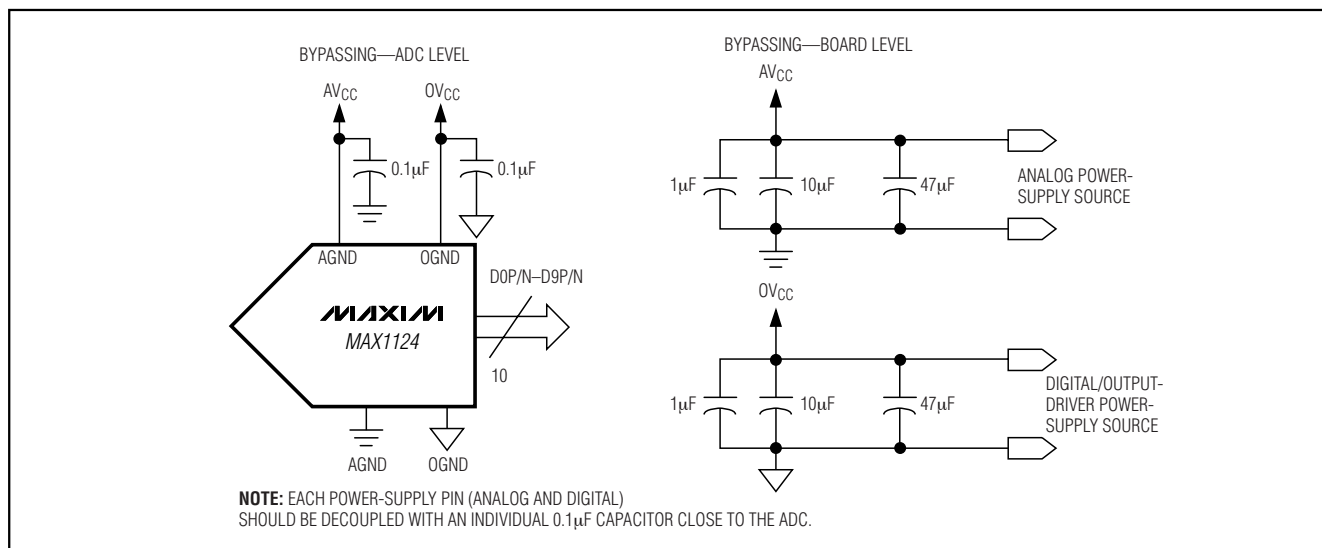 BYPASSING—ADC LEVEL
AVCC
OVCC
0.1µF
0.1µF
AGND
OGND
D0P/N–D9P/N
MAXIM
MAX1124
10
AGND
OGND
NOTE: EACH POWER-SUPPLY PIN (ANALOG AND DIGITAL)
SHOULD BE DECOUPLED WITH AN INDIVIDUAL 0.1µF CAPACITOR CLOSE TO THE ADC.
BYPASSING—BOARD LEVEL
AVCC
1µF
10µF
47µF
ANALOG POWER-
SUPPLY SOURCE
OVCC
1µF
10µF
47µF
DIGITAL/OUTPUT-
DRIVER POWER-
SUPPLY SOURCE